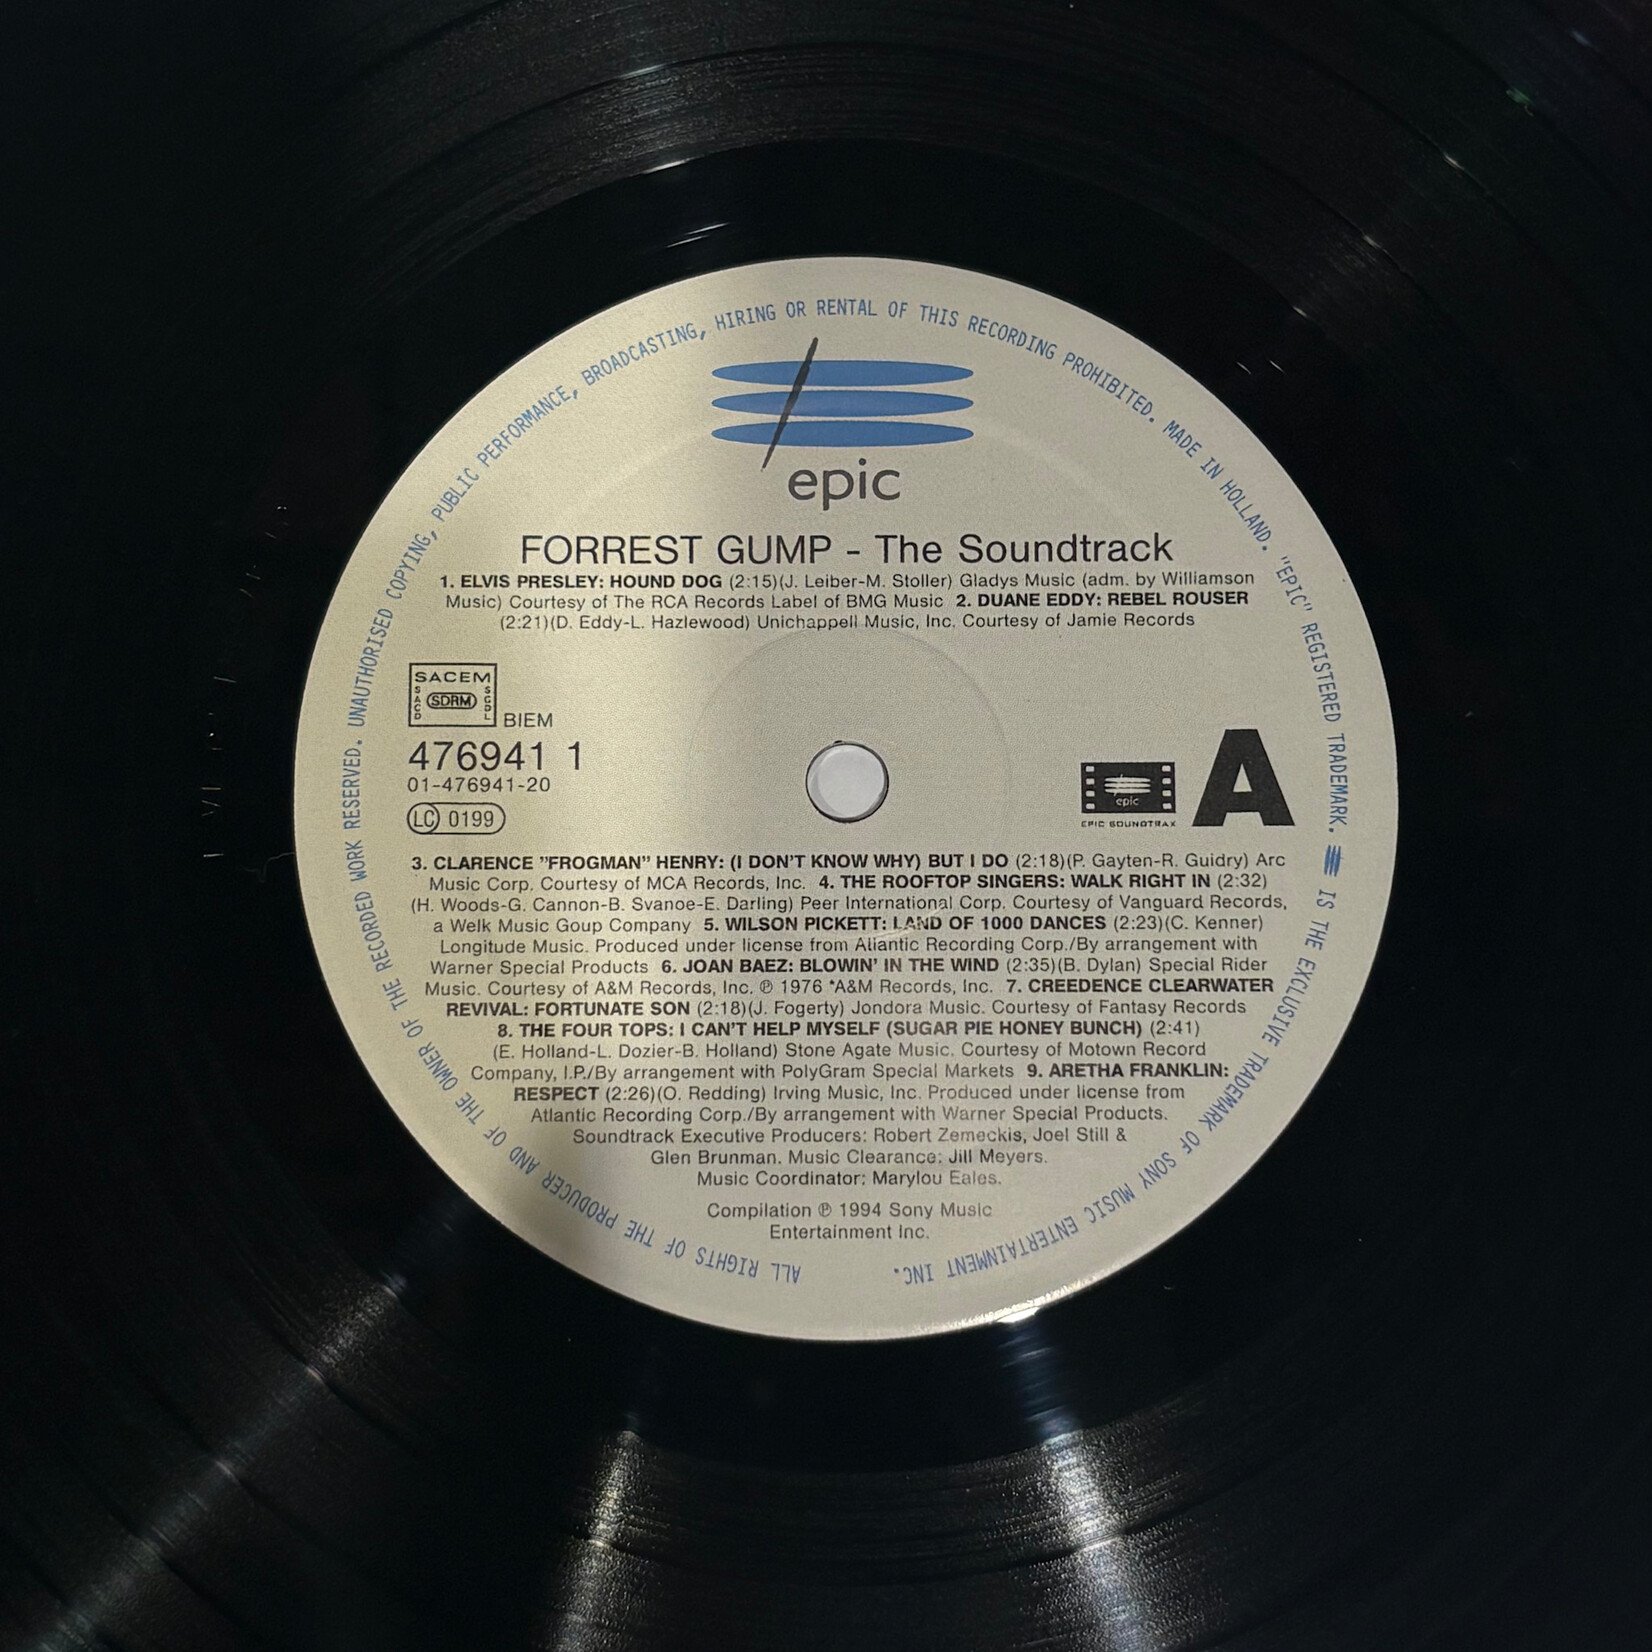 ALL RIGHTS OF THE PRODUCER AND OF THE OWNER OF THE RECORDED WORK RESERVED. UNAUTHORISED COPYING, PUBLIC PERFORMANCE, BROADCASTING, HIRING OR RENTAL OF THIS RECORDING PROHIBITED. MADE IN HOLLAND. "EPIC" REGISTERED TRADEMARK. IS THE EXCLUSIVE TRADEMARK OF SONY MUSIC ENTERTAINMENT INC.
epic
FORREST GUMP - The Soundtrack
1. ELVIS PRESLEY: HOUND DOG (2:15)(J. Leiber-M. Stoller) Gladys Music (adm. by Williamson
Music) Courtesy of The RCA Records Label of BMG Music 2. DUANE EDDY: REBEL ROUSER
(2:21)(D. Eddy-L. Hazlewood) Unichappell Music, Inc. Courtesy of Jamie Records
SACEM
SACD
SDRM
SGDL
BIEM
476941 1
01-476941-20
LC 0199
epic
EPIC SOUNDTRAX
A
3. CLARENCE "FROGMAN" HENRY: (I DON'T KNOW WHY) BUT I DO (2:18)(P. Gayten-R. Guidry) Arc
Music Corp. Courtesy of MCA Records, Inc. 4. THE ROOFTOP SINGERS: WALK RIGHT IN (2:32)
(H. Woods-G. Cannon-B. Svanoe-E. Darling) Peer International Corp. Courtesy of Vanguard Records,
a Welk Music Goup Company 5. WILSON PICKETT: LAND OF 1000 DANCES (2:23)(C. Kenner)
Longitude Music. Produced under license from Atlantic Recording Corp./By arrangement with
Warner Special Products 6. JOAN BAEZ: BLOWIN' IN THE WIND (2:35)(B. Dylan) Special Rider
Music. Courtesy of A&M Records, Inc. ℗ 1976 A&M Records, Inc. 7. CREEDENCE CLEARWATER
REVIVAL: FORTUNATE SON (2:18)(J. Fogerty) Jondora Music. Courtesy of Fantasy Records
8. THE FOUR TOPS: I CAN'T HELP MYSELF (SUGAR PIE HONEY BUNCH) (2:41)
(E. Holland-L. Dozier-B. Holland) Stone Agate Music. Courtesy of Motown Record
Company, I.P./By arrangement with PolyGram Special Markets 9. ARETHA FRANKLIN:
RESPECT (2:26)(O. Redding) Irving Music, Inc. Produced under license from
Atlantic Recording Corp./By arrangement with Warner Special Products.
Soundtrack Executive Producers: Robert Zemeckis, Joel Still &
Glen Brunman. Music Clearance: Jill Meyers.
Music Coordinator: Marylou Eales.
Compilation ℗ 1994 Sony Music
Entertainment Inc.